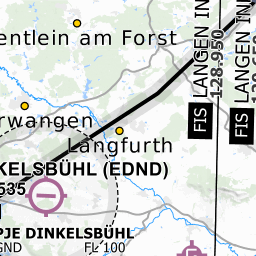 entlein am Forst
rwangen
Langfurth
KELSBÜHL (EDND)
535
PJE DINKELSBÜHL
GND FL 100
FIS LANGEN IN
128.950
FIS LANGEN IN